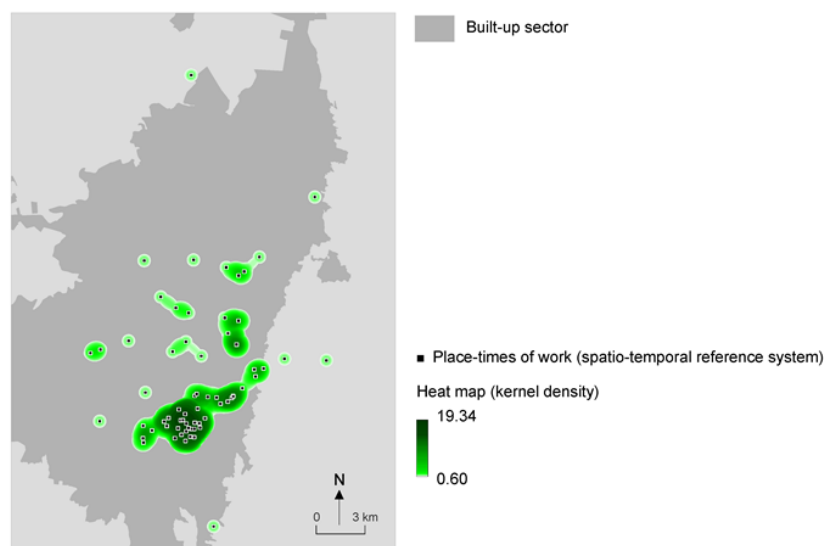 Built-up sector
Place-times of work (spatio-temporal reference system)
Heat map (kernel density)
19.34
0.60
N
0 3 km